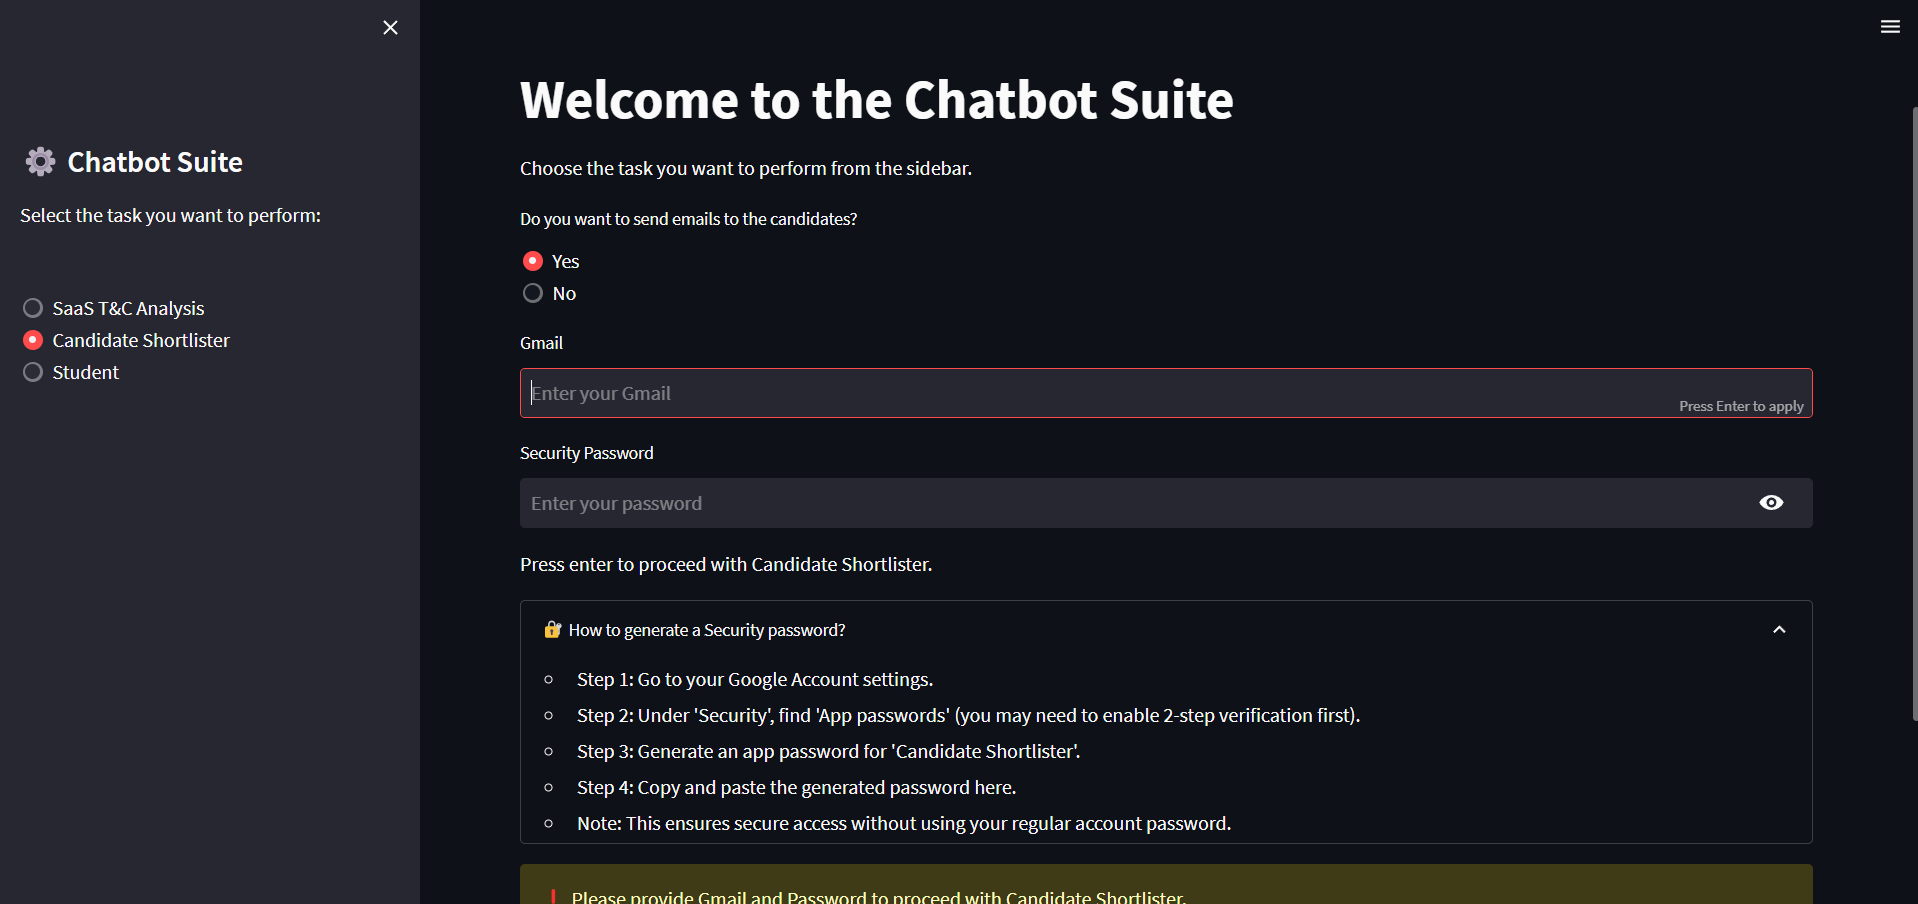 Chatbot Suite
Select the task you want to perform:
SaaS T&C Analysis
Candidate Shortlister
Student
Welcome to the Chatbot Suite
Choose the task you want to perform from the sidebar.
Do you want to send emails to the candidates?
Yes
No
Gmail
Enter your Gmail
Press Enter to apply
Security Password
Enter your password
Press enter to proceed with Candidate Shortlister.
How to generate a Security password?
Step 1: Go to your Google Account settings.
Step 2: Under 'Security', find 'App passwords' (you may need to enable 2-step verification first).
Step 3: Generate an app password for 'Candidate Shortlister'.
Step 4: Copy and paste the generated password here.
Note: This ensures secure access without using your regular account password.
Please provide Gmail and Password to proceed with Candidate Shortlister.